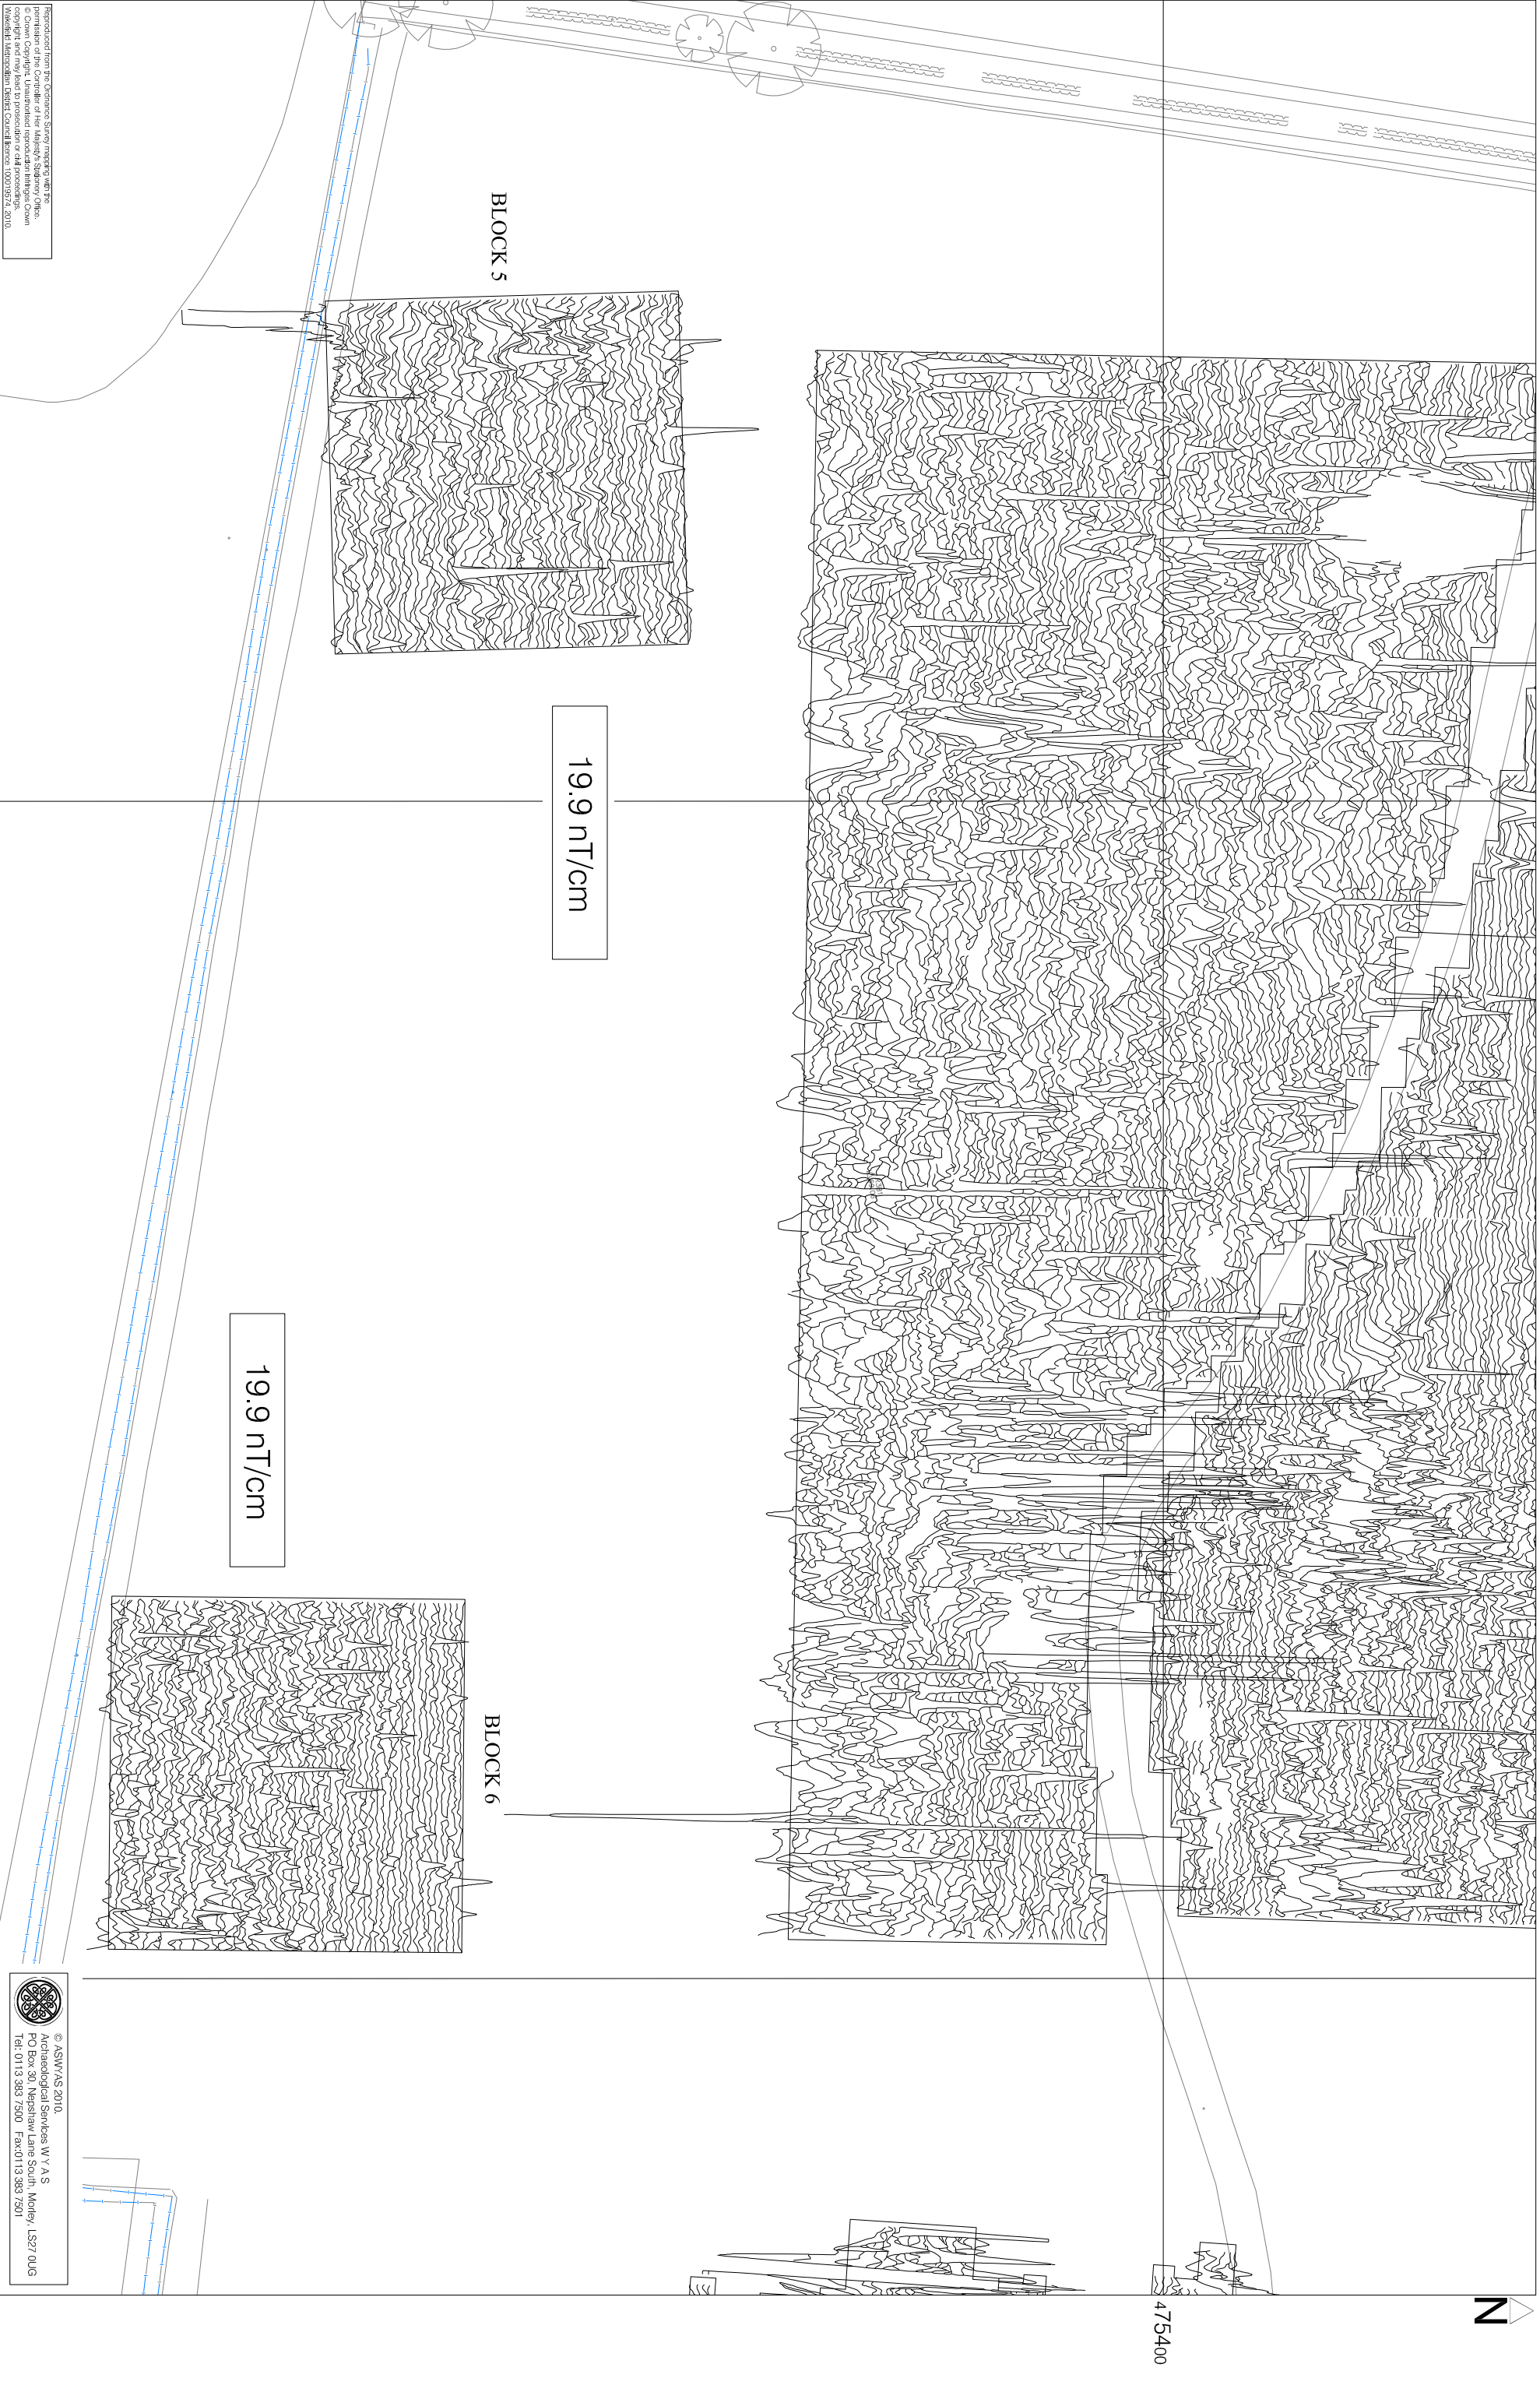 Reproduced from the Ordnance Survey mapping with the
permission of the Controller of Her Majesty's Stationery Office.
© Crown Copyright. Unauthorised reproduction infringes Crown
copyright and may lead to prosecution or civil proceedings.
Wakefield Metropolitan District Council licence 100019574, 2010.
BLOCK 5
19.9 nT/cm
19.9 nT/cm
BLOCK 6
© ASWYAS 2010.
Archaeological Services W Y A S
PO Box 30, Nepshaw Lane South, Morley, LS27 0UG
Tel: 0113 383 7500 Fax:0113 383 7501
475400
N